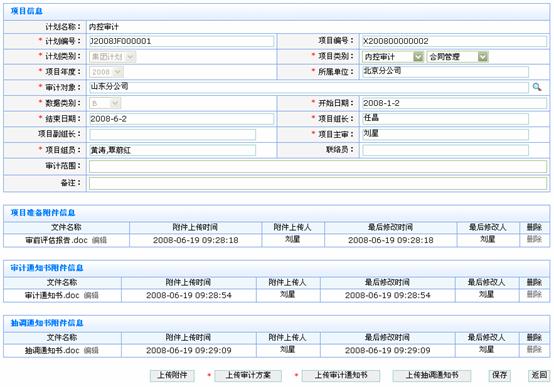 项目信息
计划名称： 内控审计
* 计划编号： J2008JF000001 项目编号： X200800000002
* 计划类别： 集团计划 * 项目类别： 内控审计 合同管理
* 项目年度： 2008 * 所属单位： 北京分公司
* 审计对象： 山东分公司
* 数据类别： B * 开始日期： 2008-1-2
* 结束日期： 2008-6-2 * 项目组长： 任晶
项目副组长： * 项目主审： 刘星
* 项目组员： 黄涛,覃蔚红 联络员：
审计范围：
备注：
项目准备附件信息
文件名称 附件上传时间 附件上传人 最后修改时间 最后修改人 删除
审前评估报告.doc 编辑 2008-06-19 09:28:18 刘星 2008-06-19 09:28:18 刘星 删除
审计通知书附件信息
文件名称 附件上传时间 附件上传人 最后修改时间 最后修改人 删除
审计通知书.doc 编辑 2008-06-19 09:28:54 刘星 2008-06-19 09:28:54 刘星 删除
抽调通知书附件信息
文件名称 附件上传时间 附件上传人 最后修改时间 最后修改人 删除
抽调通知书.doc 编辑 2008-06-19 09:29:09 刘星 2008-06-19 09:29:09 刘星 删除
上传附件 * 上传审计方案 * 上传审计通知书 上传抽调通知书 保存 返回